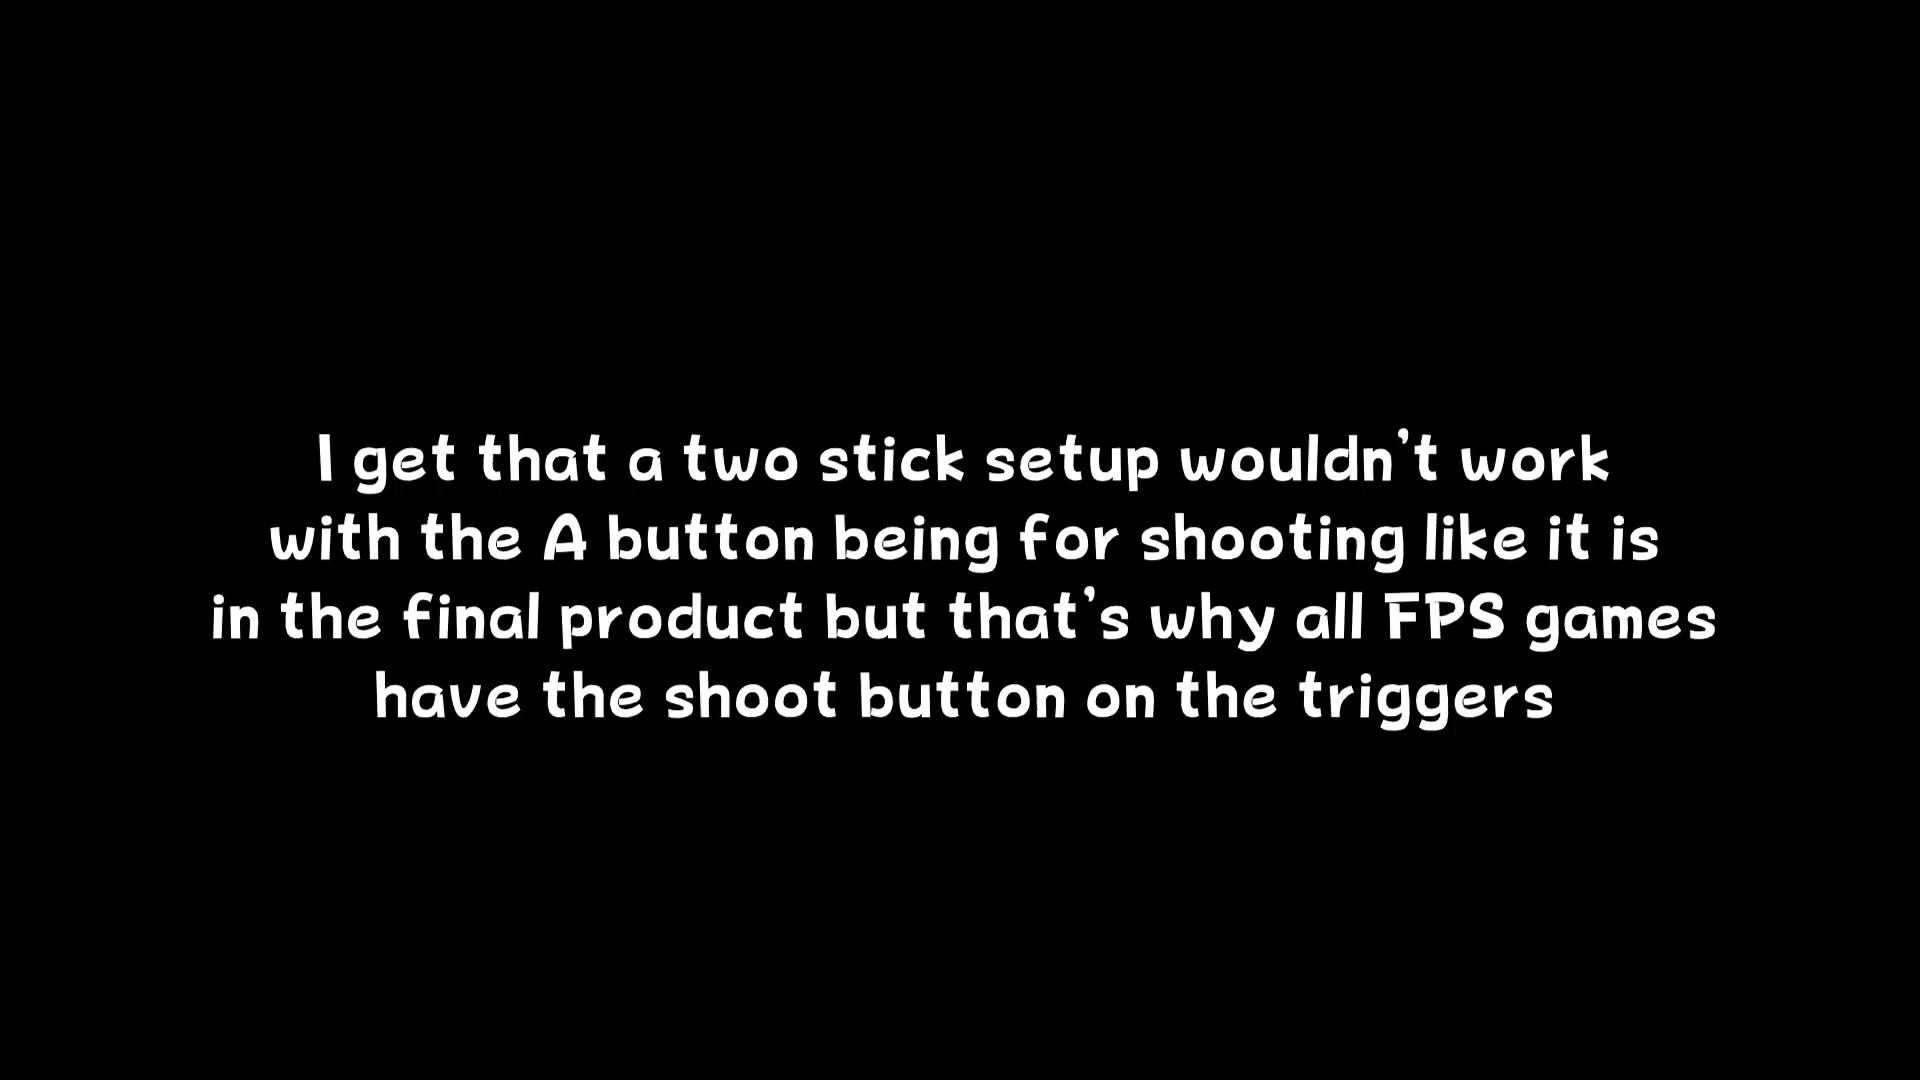 I get that a two stick setup wouldn't work
with the A button being for shooting like it is
in the final product but that's why all FPS games
have the shoot button on the triggers